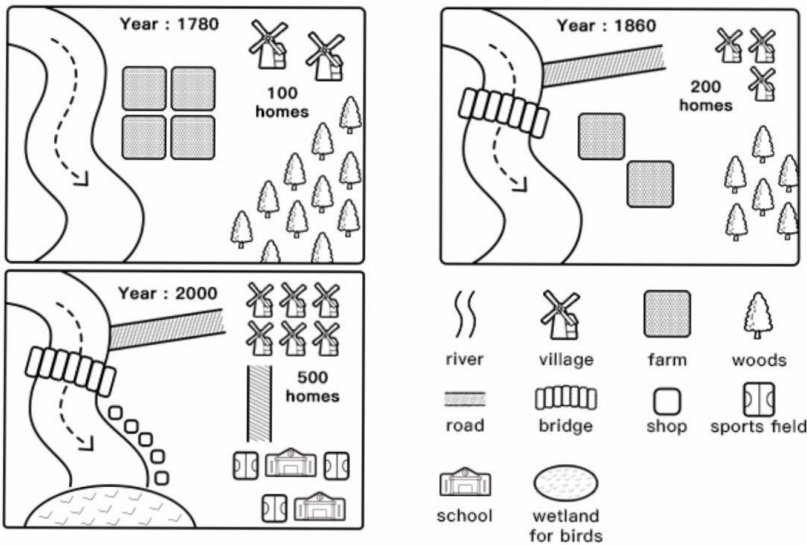 Year : 1780
100
homes
Year : 1860
200
homes
Year : 2000
500
homes
river
village
farm
woods
road
bridge
shop
sports field
school
wetland
for birds